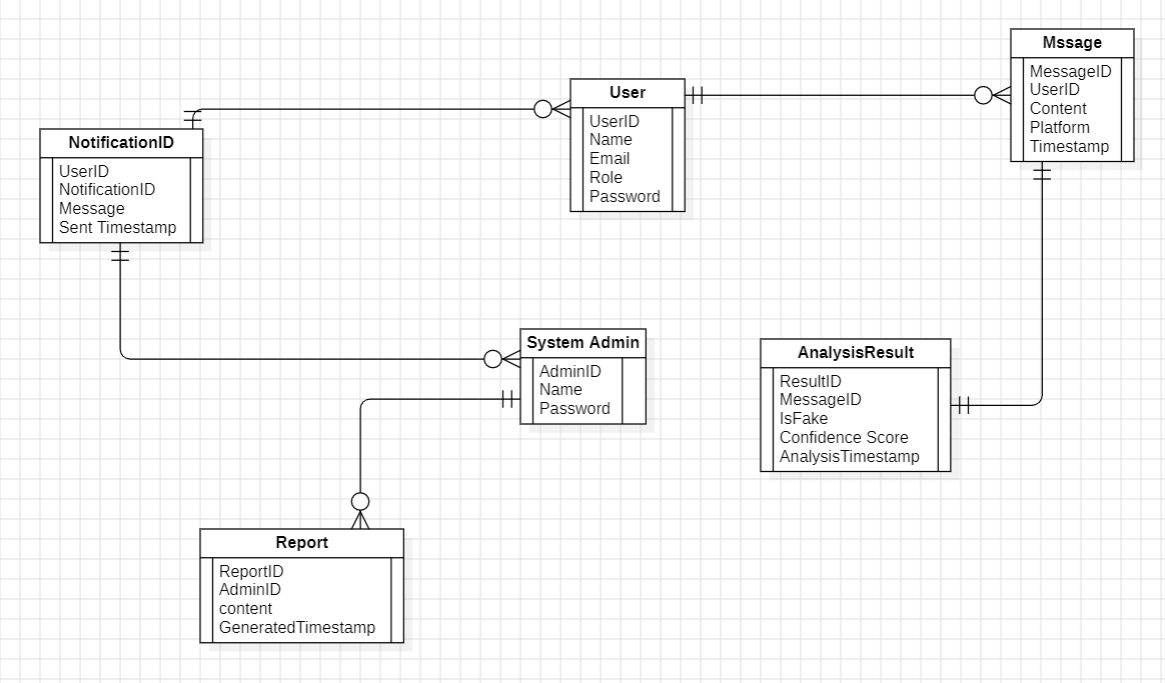 Mssage
MessageID
UserID
Content
Platform
Timestamp
User
UserID
Name
Email
Role
Password
NotificationID
UserID
NotificationID
Message
Sent Timestamp
System Admin
AdminID
Name
Password
AnalysisResult
ResultID
MessageID
IsFake
Confidence Score
AnalysisTimestamp
Report
ReportID
AdminID
content
GeneratedTimestamp